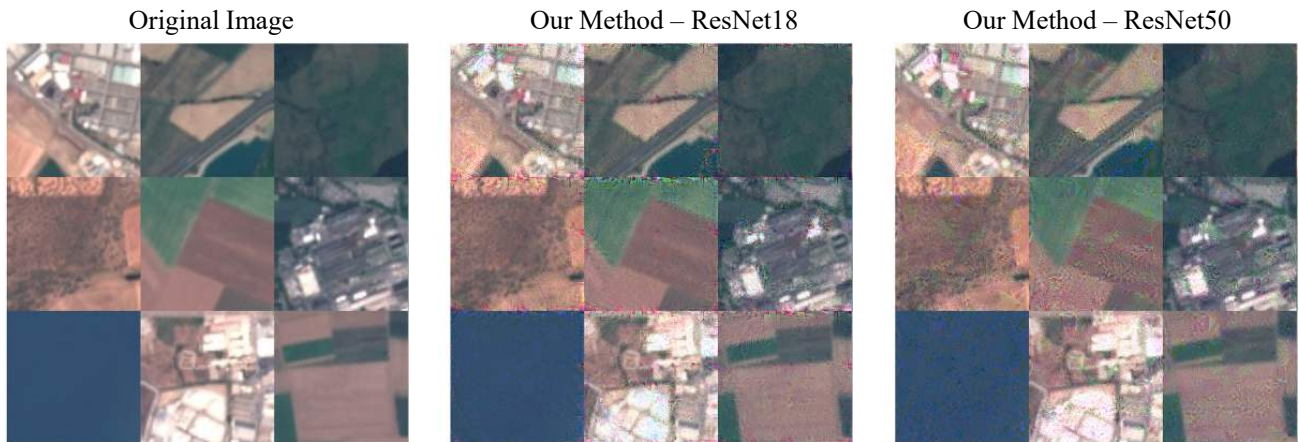 Original Image
Our Method – ResNet18
Our Method – ResNet50